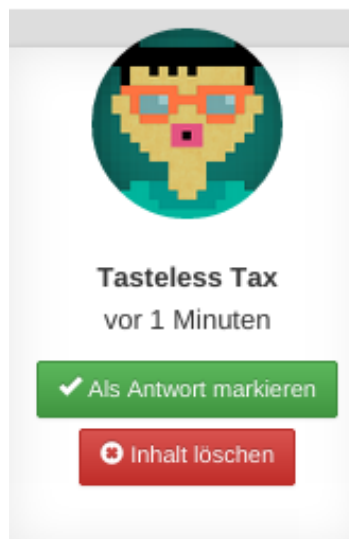 Tasteless Tax
vor 1 Minuten
Als Antwort markieren
Inhalt löschen